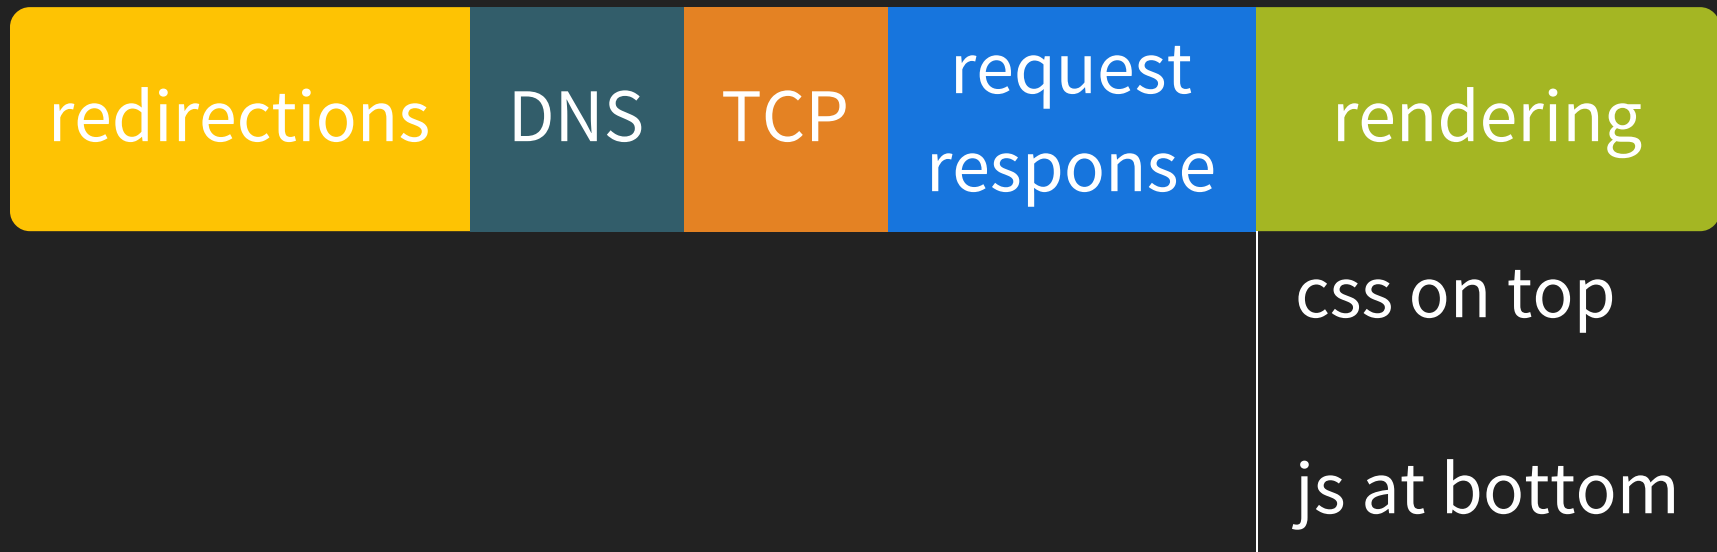 redirections
DNS
TCP
request
response
rendering
css on top
js at bottom